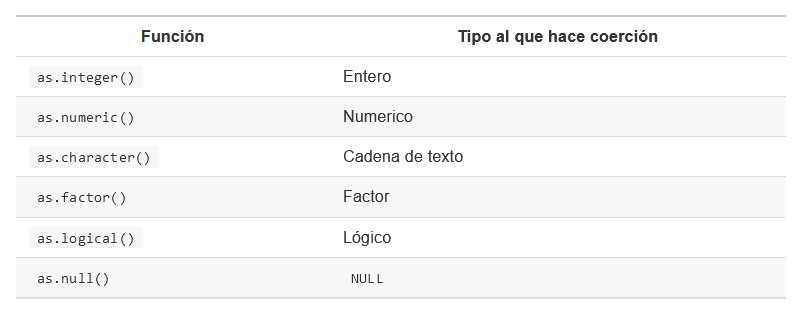 Función Tipo al que hace coerción
as.integer() Entero
as.numeric() Numerico
as.character() Cadena de texto
as.factor() Factor
as.logical() Lógico
as.null() NULL